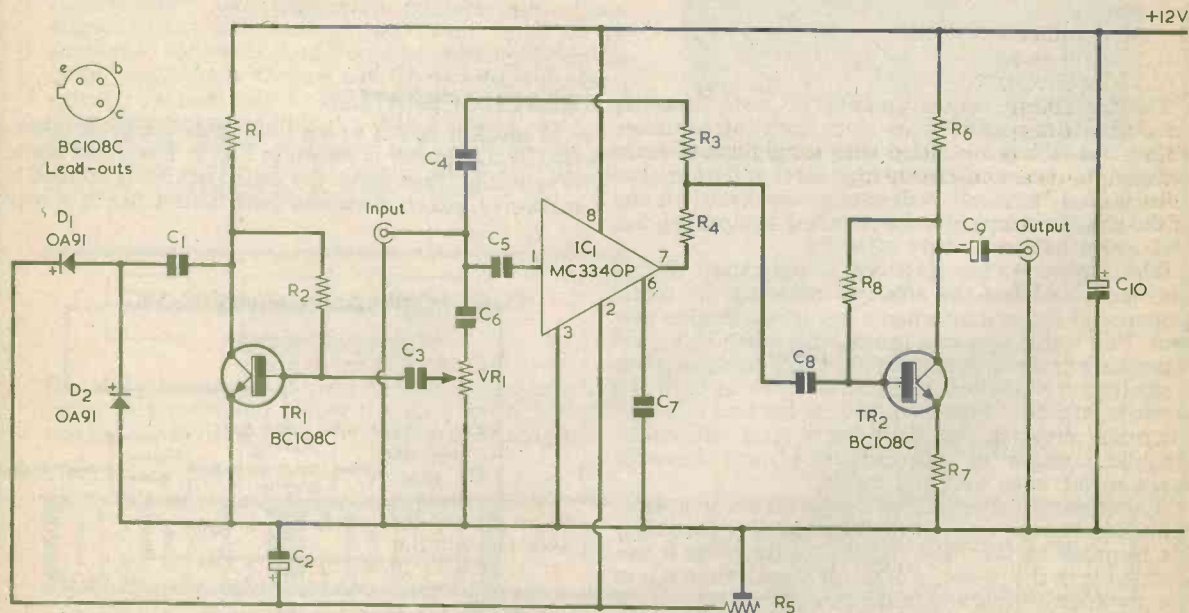 +12V
e b
c
BC108C
Lead-outs
R1
C4
R3
R6
D1
OA91
C1
Input
C5
8
R4
C9
Output
1
IC1
MC3340P
7
6
R2
R8
C10
3
2
C6
D2
OA91
C3
VR1
C8
TR1
BC108C
C7
TR2
BC108C
R7
C2
R5